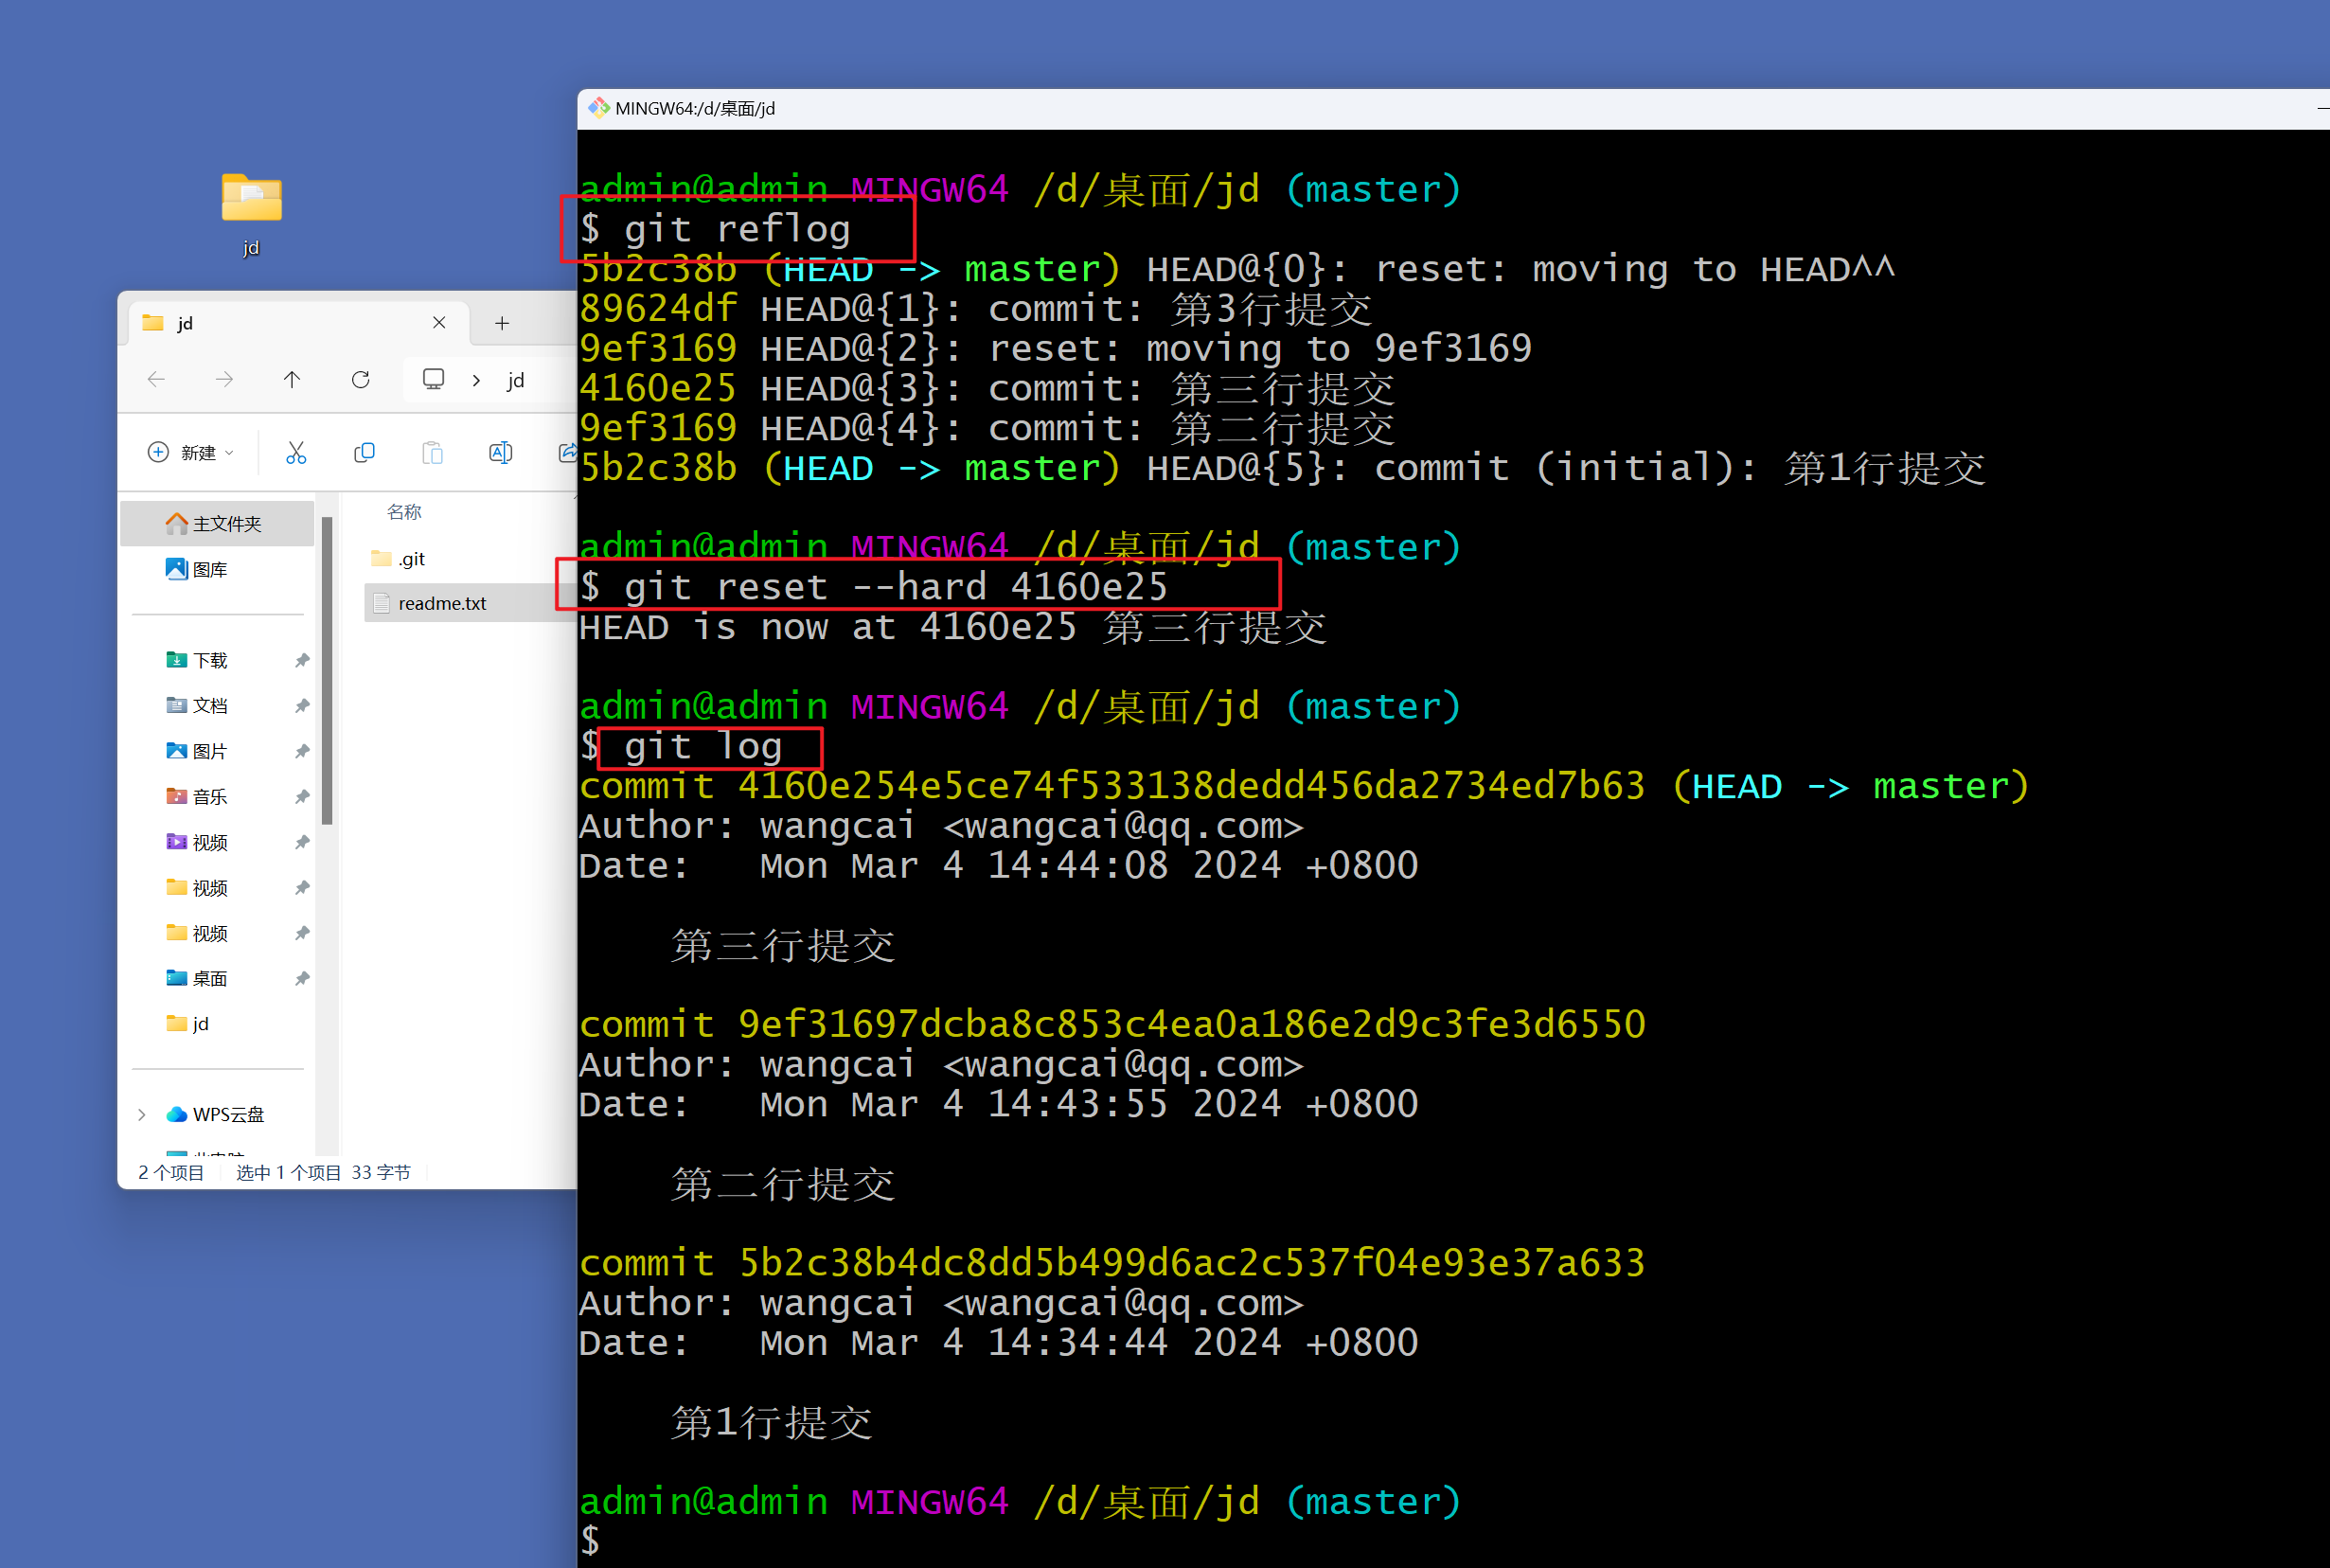 jd
jd
jd
新建
名称
主文件夹
图库
.git
readme.txt
下载
文档
图片
音乐
视频
视频
视频
桌面
jd
WPS云盘
2 个项目 选中 1 个项目 33 字节
MINGW64:/d/桌面/jd
admin@admin MINGW64 /d/桌面/jd (master)
$ git reflog
5b2c38b (HEAD -> master) HEAD@{0}: reset: moving to HEAD^^
89624df HEAD@{1}: commit: 第3行提交
9ef3169 HEAD@{2}: reset: moving to 9ef3169
4160e25 HEAD@{3}: commit: 第三行提交
9ef3169 HEAD@{4}: commit: 第二行提交
5b2c38b (HEAD -> master) HEAD@{5}: commit (initial): 第1行提交
admin@admin MINGW64 /d/桌面/jd (master)
$ git reset --hard 4160e25
HEAD is now at 4160e25 第三行提交
admin@admin MINGW64 /d/桌面/jd (master)
$ git log
commit 4160e254e5ce74f533138dedd456da2734ed7b63 (HEAD -> master)
Author: wangcai <wangcai@qq.com>
Date:   Mon Mar 4 14:44:08 2024 +0800
第三行提交
commit 9ef31697dcba8c853c4ea0a186e2d9c3fe3d6550
Author: wangcai <wangcai@qq.com>
Date:   Mon Mar 4 14:43:55 2024 +0800
第二行提交
commit 5b2c38b4dc8dd5b499d6ac2c537f04e93e37a633
Author: wangcai <wangcai@qq.com>
Date:   Mon Mar 4 14:34:44 2024 +0800
第1行提交
admin@admin MINGW64 /d/桌面/jd (master)
$